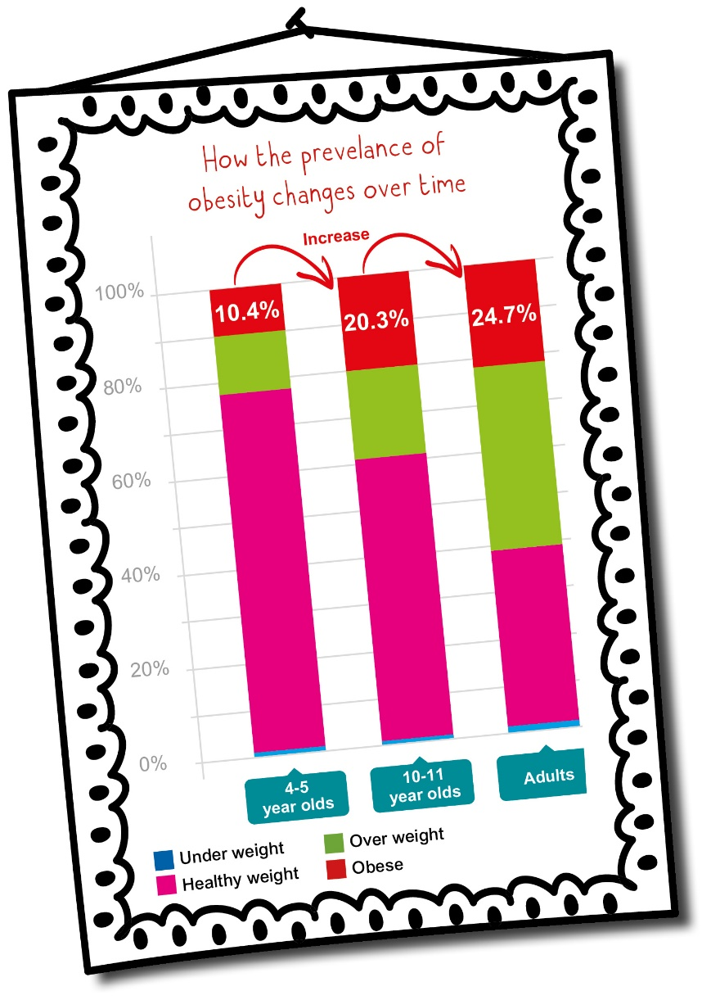 How the prevelance of
obesity changes over time
Increase
100%
80%
60%
40%
20%
0%
10.4%
20.3%
24.7%
4-5
year olds
10-11
year olds
Adults
Under weight
Over weight
Healthy weight
Obese